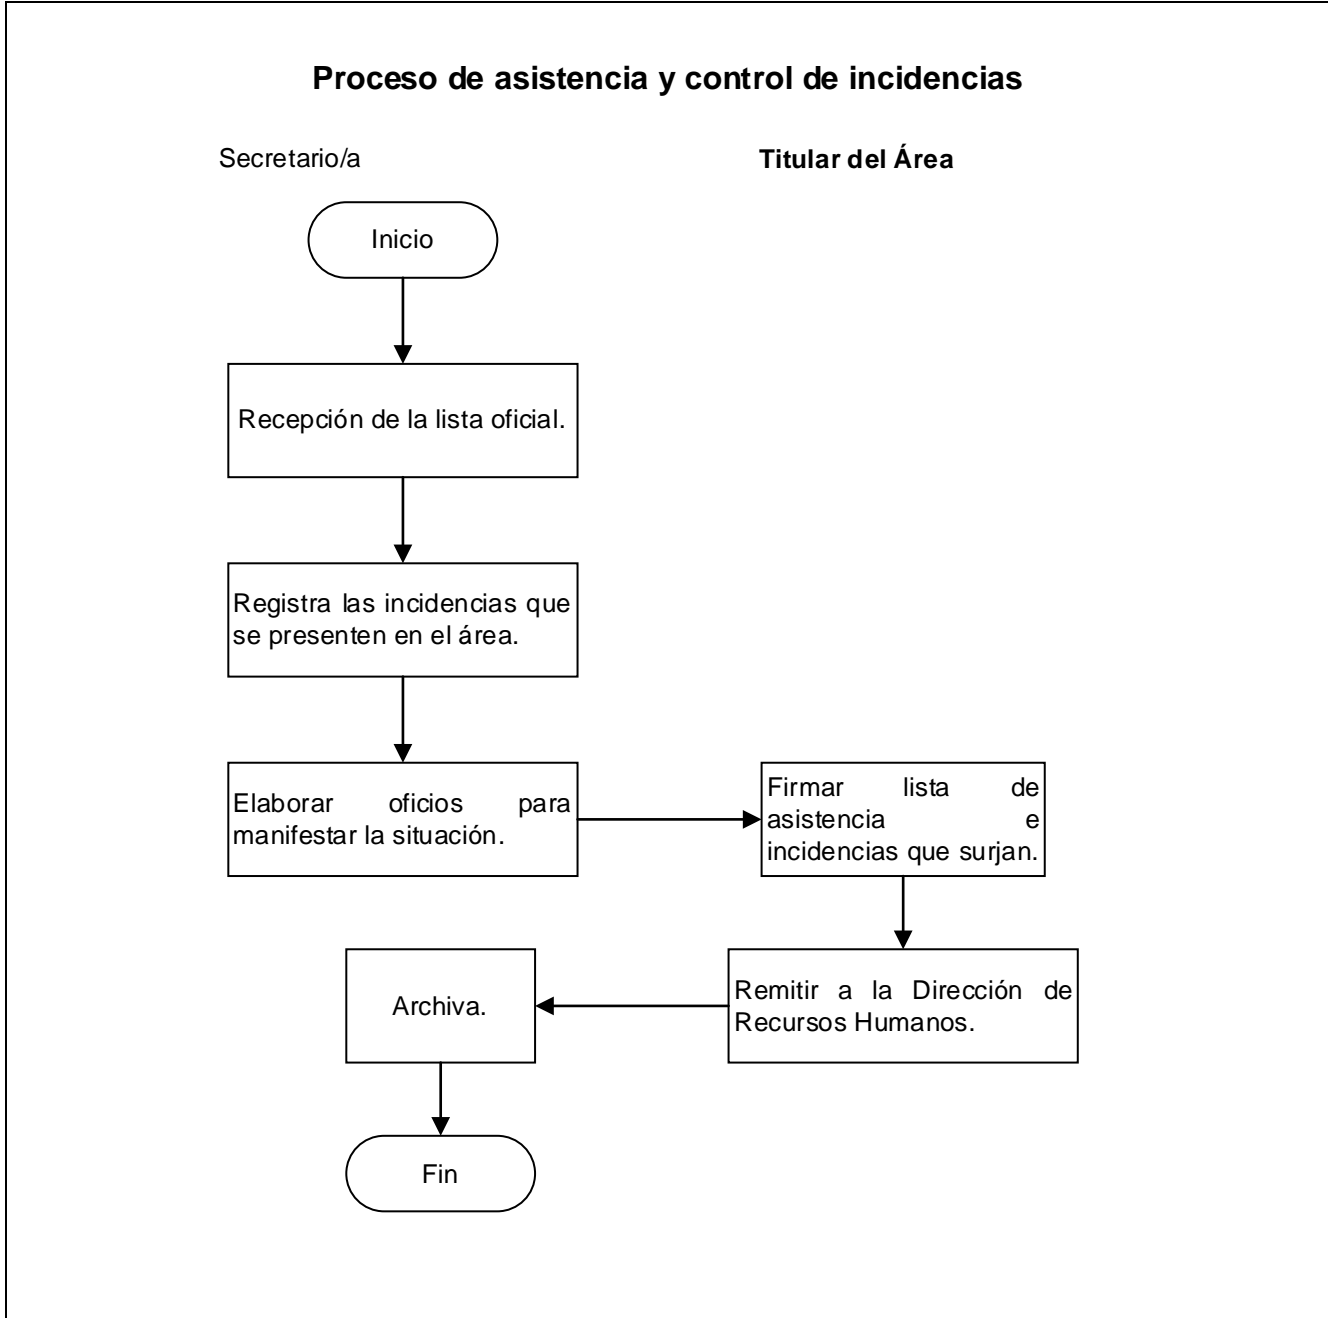 Proceso de asistencia y control de incidencias
Secretario/a
Titular del Área
Inicio
Recepción de la lista oficial.
Registra las incidencias que
se presenten en el área.
Elaborar oficios para
manifestar la situación.
Firmar lista de
asistencia e
incidencias que surjan.
Remitir a la Dirección de
Recursos Humanos.
Archiva.
Fin